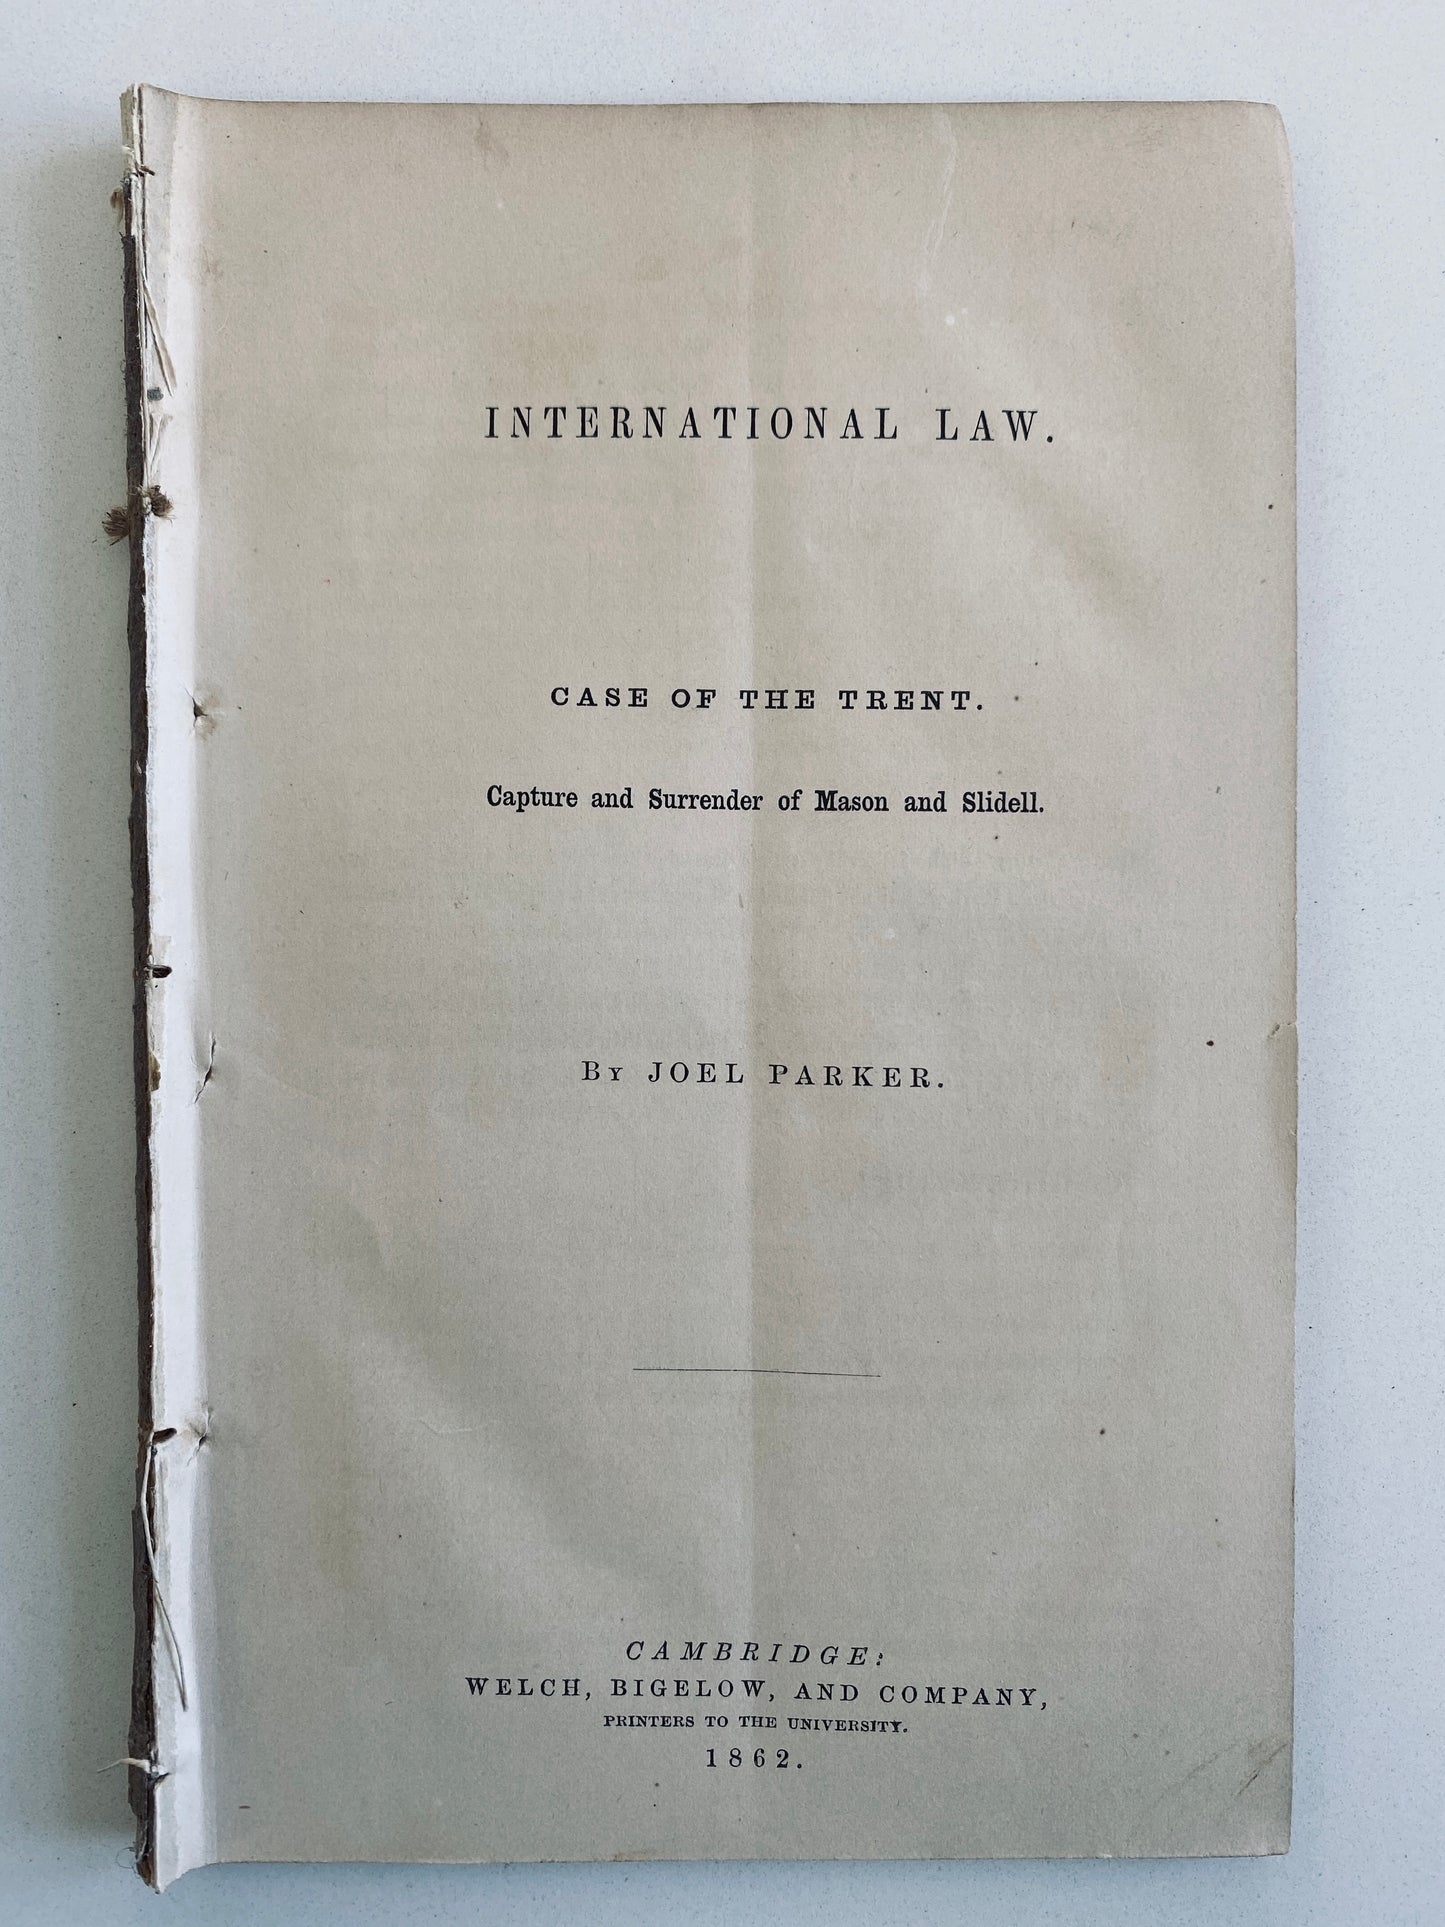 INTERNATIONAL LAW.
CASE OF THE TRENT.
Capture and Surrender of Mason and Slidell.
By JOEL PARKER.
CAMBRIDGE:
WELCH, BIGELOW, AND COMPANY,
PRINTERS TO THE UNIVERSITY.
1862.